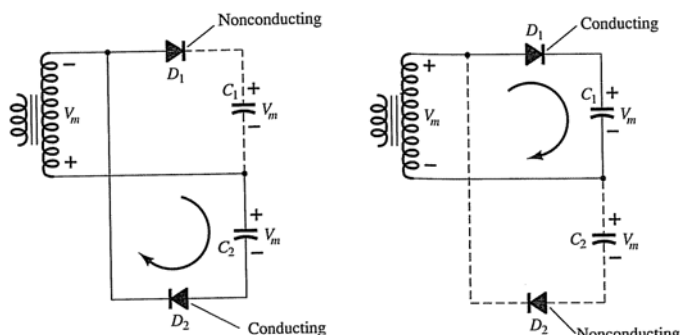 Nonconducting
D1
−
Vm
+
C1
+
Vm
−
C2
+
Vm
−
D2
Conducting
Conducting
D1
+
Vm
−
C1
+
Vm
−
C2
+
Vm
−
D2
Nonconducting